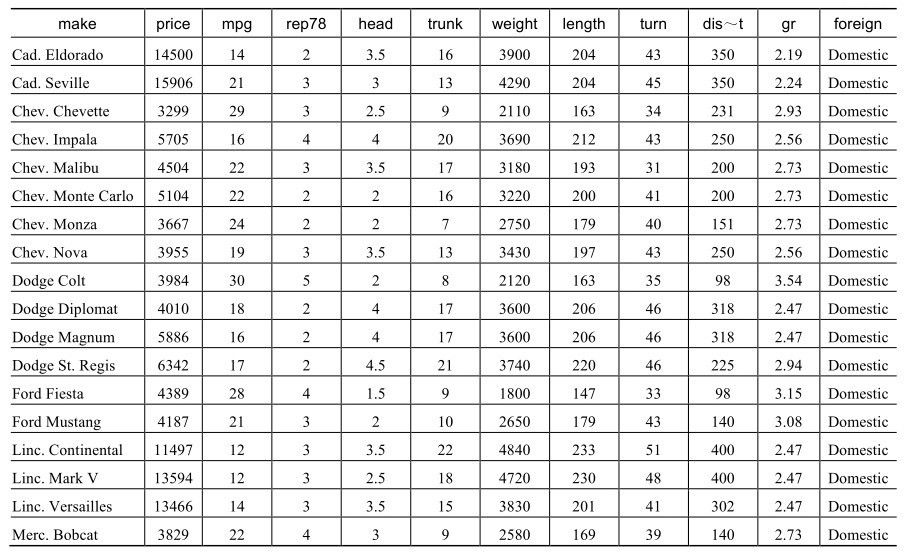 make price mpg rep78 head trunk weight length turn dis～t gr foreign
Cad. Eldorado 14500 14 2 3.5 16 3900 204 43 350 2.19 Domestic
Cad. Seville 15906 21 3 3 13 4290 204 45 350 2.24 Domestic
Chev. Chevette 3299 29 3 2.5 9 2110 163 34 231 2.93 Domestic
Chev. Impala 5705 16 4 4 20 3690 212 43 250 2.56 Domestic
Chev. Malibu 4504 22 3 3.5 17 3180 193 31 200 2.73 Domestic
Chev. Monte Carlo 5104 22 2 2 16 3220 200 41 200 2.73 Domestic
Chev. Monza 3667 24 2 2 7 2750 179 40 151 2.73 Domestic
Chev. Nova 3955 19 3 3.5 13 3430 197 43 250 2.56 Domestic
Dodge Colt 3984 30 5 2 8 2120 163 35 98 3.54 Domestic
Dodge Diplomat 4010 18 2 4 17 3600 206 46 318 2.47 Domestic
Dodge Magnum 5886 16 2 4 17 3600 206 46 318 2.47 Domestic
Dodge St. Regis 6342 17 2 4.5 21 3740 220 46 225 2.94 Domestic
Ford Fiesta 4389 28 4 1.5 9 1800 147 33 98 3.15 Domestic
Ford Mustang 4187 21 3 2 10 2650 179 43 140 3.08 Domestic
Linc. Continental 11497 12 3 3.5 22 4840 233 51 400 2.47 Domestic
Linc. Mark V 13594 12 3 2.5 18 4720 230 48 400 2.47 Domestic
Linc. Versailles 13466 14 3 3.5 15 3830 201 41 302 2.47 Domestic
Merc. Bobcat 3829 22 4 3 9 2580 169 39 140 2.73 Domestic